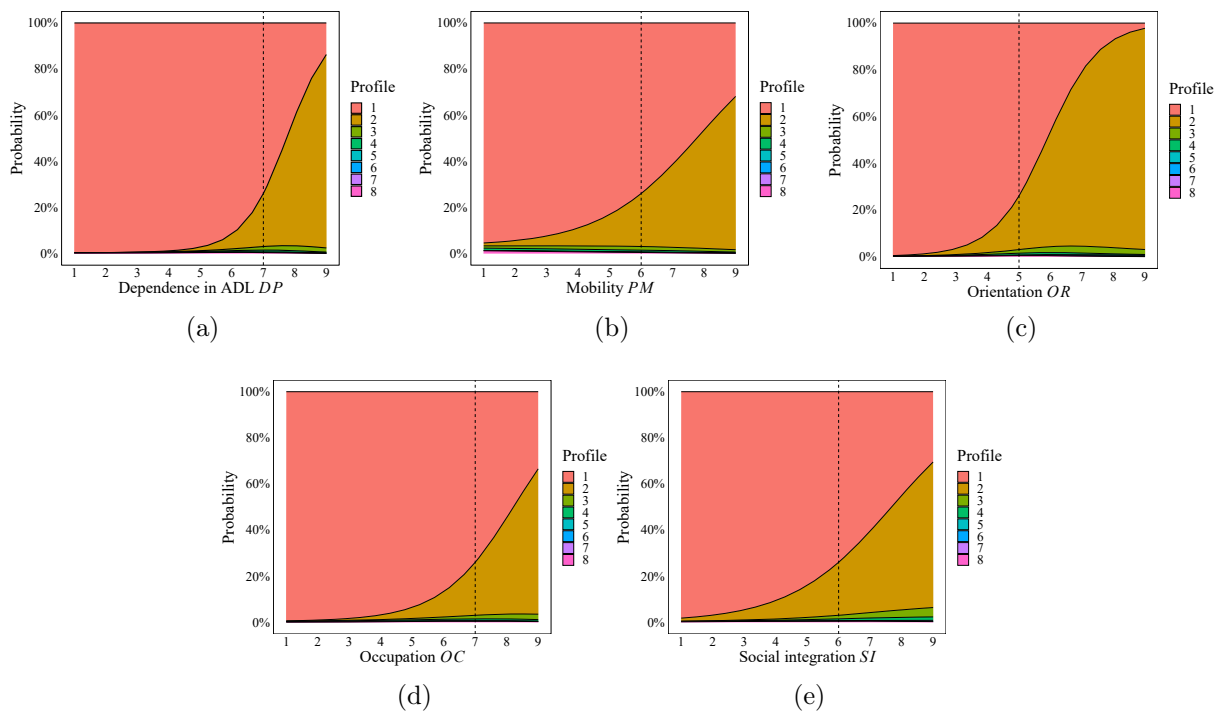 100%
80%
60%
40%
20%
0%
Probability
1 2 3 4 5 6 7 8 9
Dependence in ADL DP
Profile
1
2
3
4
5
6
7
8
(a)
100%
80%
60%
40%
20%
0%
Probability
1 2 3 4 5 6 7 8 9
Mobility PM
Profile
1
2
3
4
5
6
7
8
(b)
100%
80%
60%
40%
20%
0%
Probability
1 2 3 4 5 6 7 8 9
Orientation OR
Profile
1
2
3
4
5
6
7
8
(c)
100%
80%
60%
40%
20%
0%
Probability
1 2 3 4 5 6 7 8 9
Occupation OC
Profile
1
2
3
4
5
6
7
8
(d)
100%
80%
60%
40%
20%
0%
Probability
1 2 3 4 5 6 7 8 9
Social integration SI
Profile
1
2
3
4
5
6
7
8
(e)